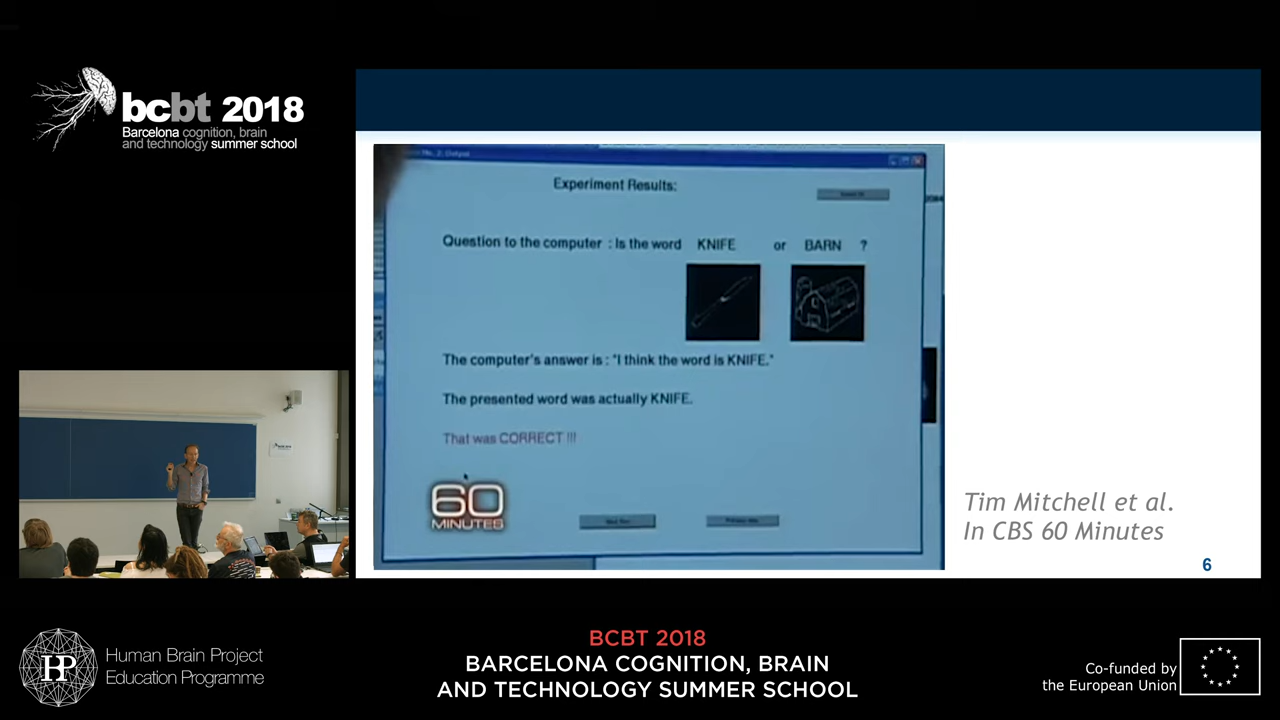 bcbt 2018
Barcelona cognition, brain
and technology summer school
Experiment Results:
Question to the computer : Is the word KNIFE or BARN ?
The computer's answer is : "I think the word is KNIFE."
The presented word was actually KNIFE.
That was CORRECT !!!
60
MINUTES
Tim Mitchell et al.
In CBS 60 Minutes
6
HP
Human Brain Project
Education Programme
BCBT 2018
BARCELONA COGNITION, BRAIN
AND TECHNOLOGY SUMMER SCHOOL
Co-funded by
the European Union